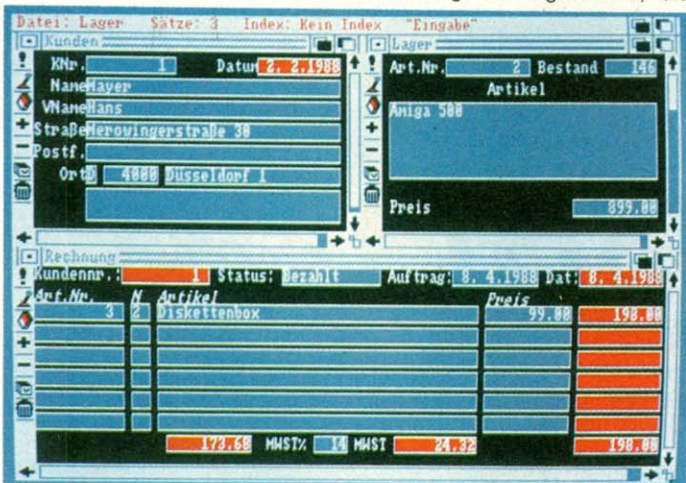 Datei: Lager Sätze: 3 Index: Kein Index "Eingabe"
Kunden
KNr. 1 Datum 2. 2.1988
Name Mayer
VName Hans
Straße Merowingerstraße 30
Postf.
Ort D 4000 Düsseldorf 1
Lager
Art.Nr. 2 Bestand 146
Artikel
Amiga 500
Preis 899.00
Rechnung
Kundennr.: 1 Status: Bezahlt Auftrag: 8. 4.1988 Dat: 8. 4.1988
Art.Nr. N Artikel Preis
3 2 Diskettenbox 99.00 198.00
173.68 MWST% 14 MWST 24.32 198.00